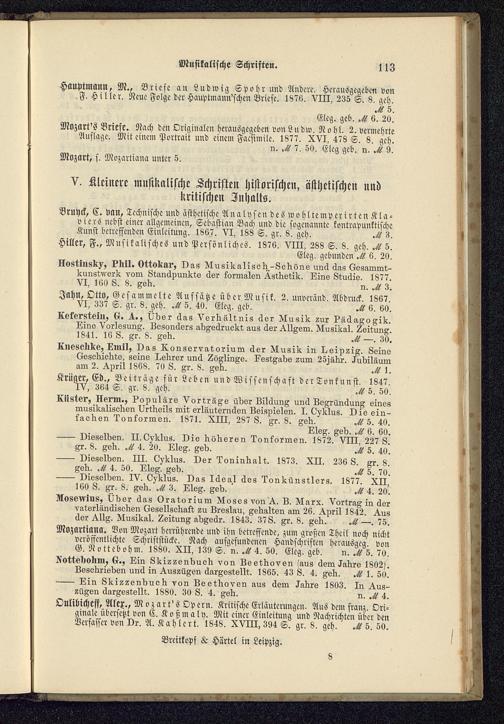 Musikalische Schriften. 113
Hauptmann, M., Briefe an Ludwig Spohr und Andere. Herausgegeben von
F. Hiller. Neue Folge der Hauptmann'schen Briefe. 1876. VIII, 235 S. 8. geh.
ℳ 5.
Eleg. geb. ℳ 6. 20.
Mozart's Briefe. Nach den Originalen herausgegeben von Ludw. Nohl. 2. vermehrte
Auflage. Mit einem Portrait und einem Facsimile. 1877. XVI, 478 S. 8. geh.
n. ℳ 7. 50. Eleg geb. n. ℳ 9.
Mozart, s. Mozartiana unter 5.
V. Kleinere musikalische Schriften historischen, ästhetischen und
kritischen Inhalts.
Bruyck, C. van, Technische und ästhetische Analysen des wohltemperirten Kla-
viers nebst einer allgemeinen, Sebastian Bach und die sogenannte kontrapunktische
Kunst betreffenden Einleitung. 1867. VI, 188 S. gr. 8. geh. ℳ 3.
Hiller, F., Musikalisches und Persönliches. 1876. VIII, 288 S. 8. geh. ℳ 5.
Eleg. gebunden ℳ 6. 20.
Hostinsky, Phil. Ottokar, Das Musikalisch-Schöne und das Gesammt-
kunstwerk vom Standpunkte der formalen Ästhetik. Eine Studie. 1877.
VI, 160 S. 8. geh. n. ℳ 3.
Jahn, Otto, Gesammelte Aufsätze über Musik. 2. unveränd. Abdruck. 1867.
VI, 337 S. gr. 8. geh. ℳ 5. 40. Eleg. geb. ℳ 6. 60.
Keferstein, G. A., Über das Verhältnis der Musik zur Pädagogik.
Eine Vorlesung. Besonders abgedruckt aus der Allgem. Musikal. Zeitung.
1841. 16 S. gr. 8. geh. ℳ —. 30.
Kneschke, Emil, Das Konservatorium der Musik in Leipzig. Seine
Geschichte, seine Lehrer und Zöglinge. Festgabe zum 25jähr. Jubiläum
am 2. April 1868. 70 S. gr. 8. geh. ℳ 1.
Krüger, Ed., Beiträge für Leben und Wissenschaft der Tonkunst. 1847.
IV, 364 S. gr. 8. geh. ℳ 5. 50.
Küster, Herm., Populäre Vorträge über Bildung und Begründung eines
musikalischen Urtheils mit erläuternden Beispielen. I. Cyklus. Die ein-
fachen Tonformen. 1871. XIII, 287 S. gr. 8. geh. ℳ 5. 40.
Eleg. geb. ℳ 6. 60.
—— Dieselben. II. Cyklus. Die höheren Tonformen. 1872. VIII, 227 S.
gr. 8. geh. ℳ 4. 20. Eleg. geb. ℳ 5. 40.
—— Dieselben. III. Cyklus. Der Toninhalt. 1873. XII. 236 S. gr. 8.
geh. ℳ 4. 50. Eleg. geb. ℳ 5. 70.
—— Dieselben. IV. Cyklus. Das Ideal des Tonkünstlers. 1877. XII,
160 S. gr. 8. geh. ℳ 3. Eleg. geb. ℳ 4. 20.
Mosewius, Über das Oratorium Moses von A. B. Marx. Vortrag in der
vaterländischen Gesellschaft zu Breslau, gehalten am 26. April 1842. Aus
der Allg. Musikal. Zeitung abgedr. 1843. 37 S. gr. 8. geh. ℳ —. 75.
Mozartiana. Von Mozart herrührende und ihn betreffende, zum großen Theil noch nicht
veröffentlichte Schriftstücke. Nach aufgefundenen Handschriften herausgeg. von
G. Nottebohm. 1880. XII, 139 S. n. ℳ 4. 50. Eleg. geb. n. ℳ 5. 70.
Nottebohm, G., Ein Skizzenbuch von Beethoven (aus dem Jahre 1802).
Beschrieben und in Auszügen dargestellt. 1865. 43 S. 4. geh. ℳ 1. 50.
—— Ein Skizzenbuch von Beethoven aus dem Jahre 1803. In Aus-
zügen dargestellt. 1880. 30 S. 4. geh. n. ℳ 4.
Oulibicheff, Alex., Mozart's Opern. Kritische Erläuterungen. Aus dem franz. Ori-
ginale übersetzt von C. Koßmaly. Mit einer Einleitung und Nachrichten über den
Verfasser von Dr. A. Kahlert. 1848. XVIII, 394 S. gr. 8. geh. ℳ 5. 50.
Breitkopf & Härtel in Leipzig.
8